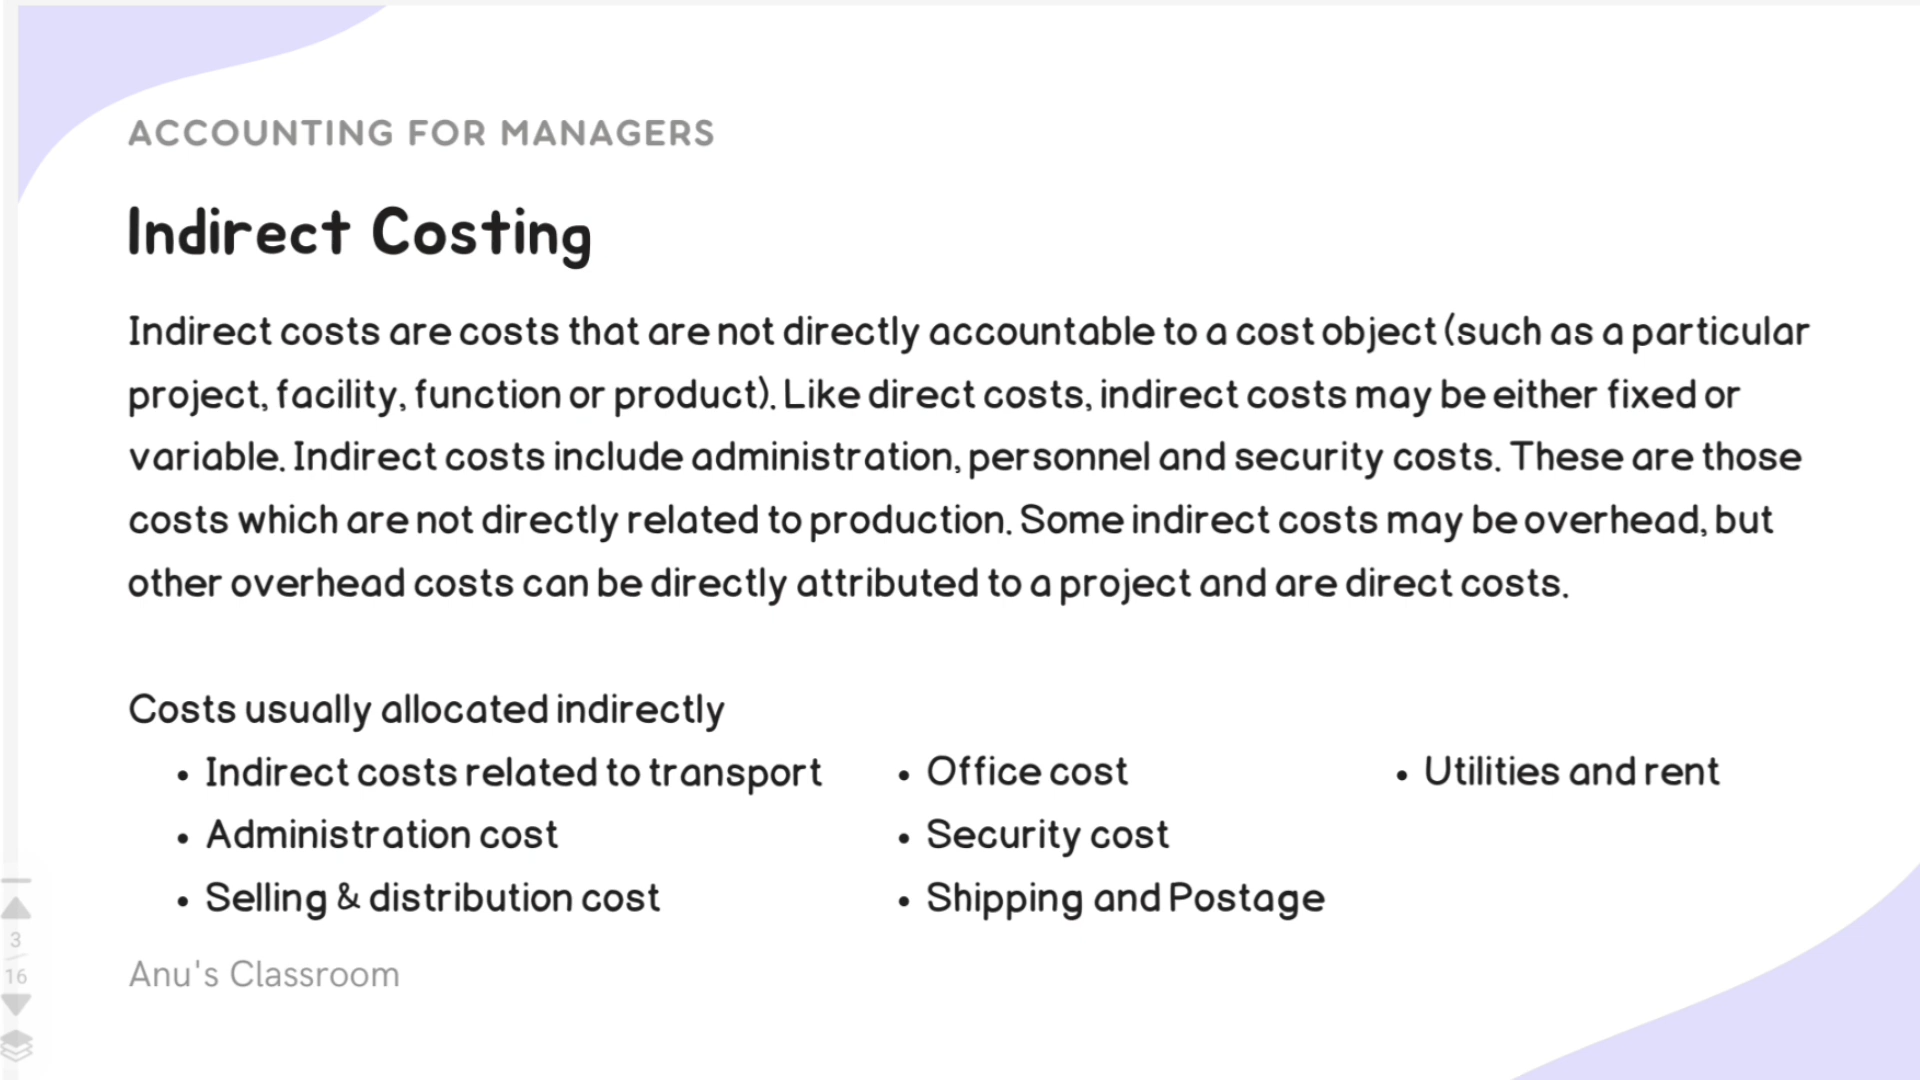 ACCOUNTING FOR MANAGERS
Indirect Costing
Indirect costs are costs that are not directly accountable to a cost object (such as a particular
project, facility, function or product). Like direct costs, indirect costs may be either fixed or
variable. Indirect costs include administration, personnel and security costs. These are those
costs which are not directly related to production. Some indirect costs may be overhead, but
other overhead costs can be directly attributed to a project and are direct costs.
Costs usually allocated indirectly
• Indirect costs related to transport
• Administration cost
• Selling & distribution cost
• Office cost
• Security cost
• Shipping and Postage
• Utilities and rent
Anu's Classroom
3
16